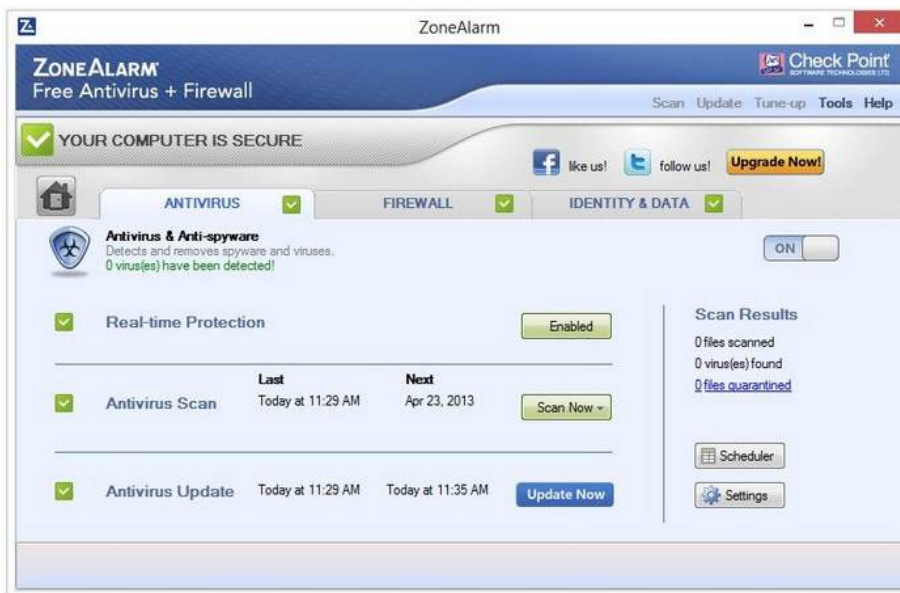 ZoneAlarm
ZONEALARM
Free Antivirus + Firewall
Check Point
SOFTWARE TECHNOLOGIES LTD
Scan Update Tune-up Tools Help
YOUR COMPUTER IS SECURE
like us! follow us! Upgrade Now!
ANTIVIRUS FIREWALL IDENTITY & DATA
Antivirus & Anti-spyware
Detects and removes spyware and viruses.
0 virus(es) have been detected!
ON
Real-time Protection Enabled
Scan Results
0 files scanned
0 virus(es) found
0 files quarantined
Last Next
Antivirus Scan Today at 11:29 AM Apr 23, 2013 Scan Now
Scheduler
Antivirus Update Today at 11:29 AM Today at 11:35 AM Update Now
Settings